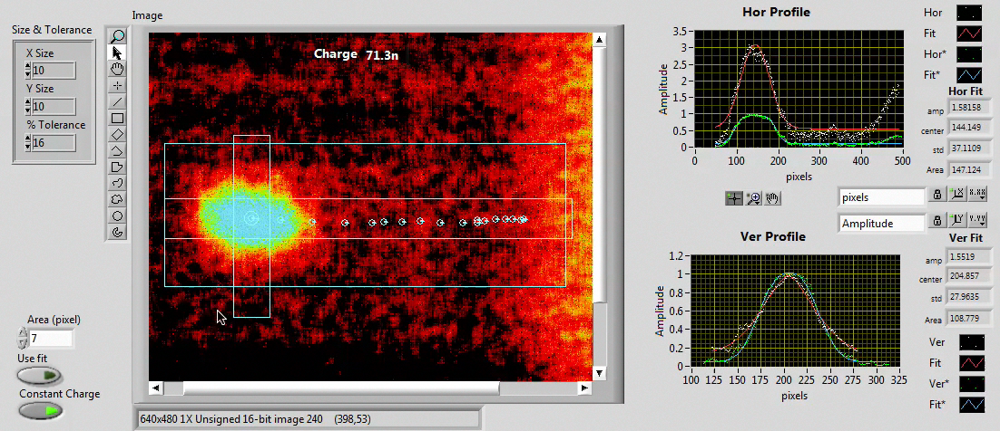 Image
Size & Tolerance
X Size
10
Y Size
10
% Tolerance
16
Charge 71.3n
Area (pixel)
7
Use fit
Constant Charge
640x480 1X Unsigned 16-bit image 240 (398,53)
Hor Profile
Amplitude
3.5
3
2.5
2
1.5
1
0.5
0
0 100 200 300 400 500
pixels
Hor
Fit
Hor*
Fit*
Hor Fit
amp 1.58158
center 144.149
std 37.1109
Area 147.124
pixels
X.XX
Amplitude
Y.YY
Ver Profile
Amplitude
1.2
1
0.8
0.6
0.4
0.2
0
100 125 150 175 200 225 250 275 300 325
pixels
Ver Fit
amp 1.5519
center 204.857
std 27.9635
Area 108.779
Ver
Fit
Ver*
Fit*